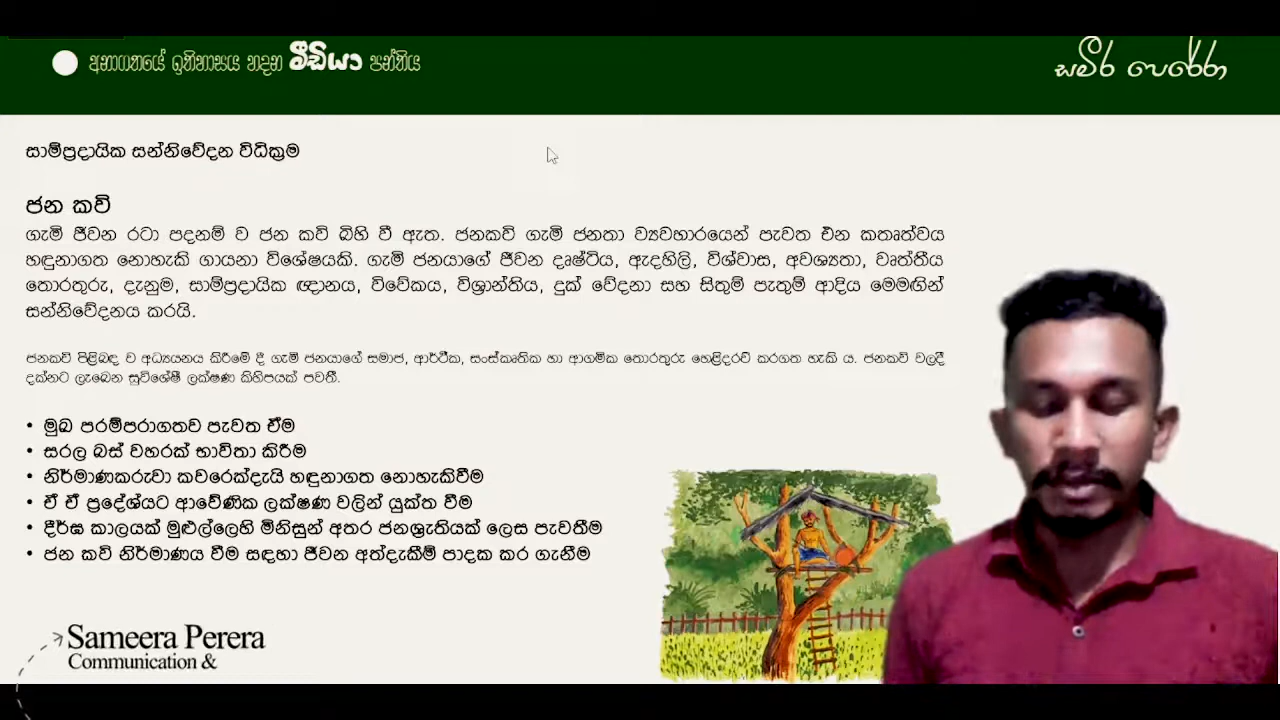 අනාගතයේ ඉතිහාසය හදන මීඩියා පන්තිය
සමීර පෙරේරා
සාම්ප්‍රදායික සන්නිවේදන විධික්‍රම
ජන කවි
ගැමි ජීවන රටා පදනම් ව ජන කවි බිහි වී ඇත. ජනකවි ගැමි ජනතා ව්‍යවහාරයෙන් පැවත එන කතෘත්වය
හඳුනාගත නොහැකි ගායනා විශේෂයකි. ගැමි ජනයාගේ ජීවන දෘෂ්ටිය, ඇදහිලි, විශ්වාස, අවශ්‍යතා, වෘත්තීය
තොරතුරු, දැනුම, සාම්ප්‍රදායික ඥානය, විවේකය, විශ්‍රාන්තිය, දුක් වේදනා සහ සිතුම් පැතුම් ආදිය මෙමඟින්
සන්නිවේදනය කරයි.
ජනකවි පිළිබඳ ව අධ්‍යයනය කිරීමේ දී ගැමි ජනයාගේ සමාජ, ආර්ථික, සංස්කෘතික හා ආගමික තොරතුරු හෙළිදරව් කරගත හැකි ය. ජනකවි වලදී
දක්නට ලැබෙන සුවිශේෂී ලක්ෂණ කිහිපයක් පවතී.
• මුඛ පරම්පරාගතව පැවත ඒම
• සරල බස් වහරක් භාවිතා කිරීම
• නිර්මාණකරුවා කවරෙක්දැයි හඳුනාගත නොහැකිවීම
• ඒ ඒ ප්‍රදේශයට ආවේණික ලක්ෂණ වලින් යුක්ත වීම
• දීර්ඝ කාලයක් මුළුල්ලෙහි මිනිසුන් අතර ජනශ්‍රැතියක් ලෙස පැවතීම
• ජන කවි නිර්මාණය වීම සඳහා ජීවන අත්දැකීම් පාදක කර ගැනීම
Sameera Perera
Communication &